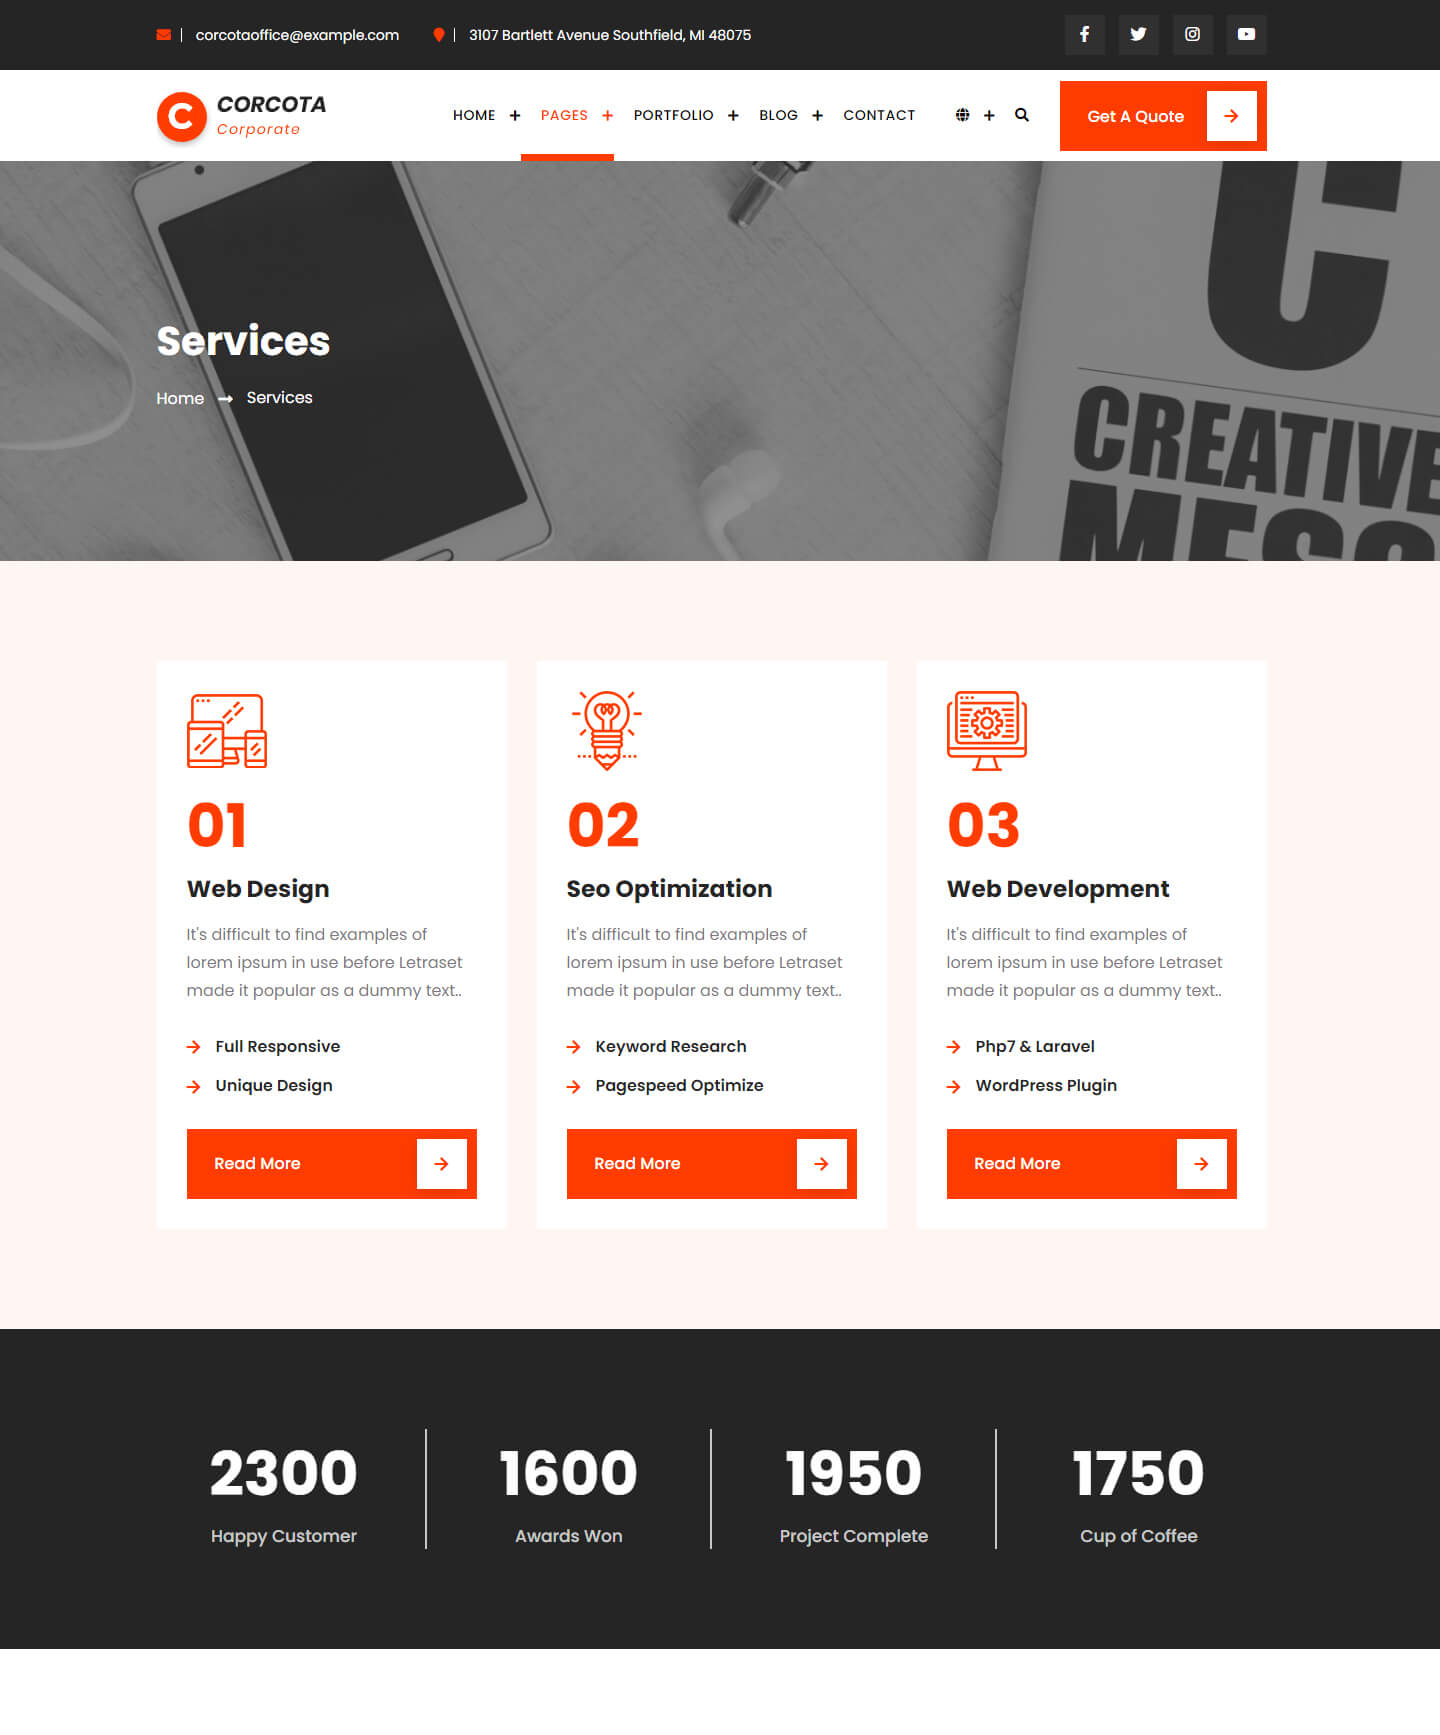 corcotaoffice@example.com
3107 Bartlett Avenue Southfield, MI 48075
C
CORCOTA
Corporate
HOME
PAGES
PORTFOLIO
BLOG
CONTACT
Get A Quote
C
CREATIVE
Services
Home
Services
01
Web Design
It's difficult to find examples of
lorem ipsum in use before Letraset
made it popular as a dummy text..
Full Responsive
Unique Design
Read More
02
Seo Optimization
It's difficult to find examples of
lorem ipsum in use before Letraset
made it popular as a dummy text..
Keyword Research
Pagespeed Optimize
Read More
03
Web Development
It's difficult to find examples of
lorem ipsum in use before Letraset
made it popular as a dummy text..
Php7 & Laravel
WordPress Plugin
Read More
2300
Happy Customer
1600
Awards Won
1950
Project Complete
1750
Cup of Coffee